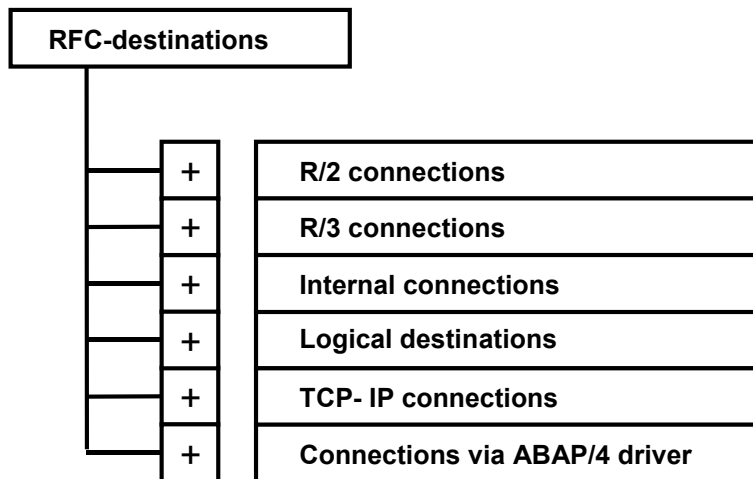 RFC-destinations
+ R/2 connections
+ R/3 connections
+ Internal connections
+ Logical destinations
+ TCP- IP connections
+ Connections via ABAP/4 driver